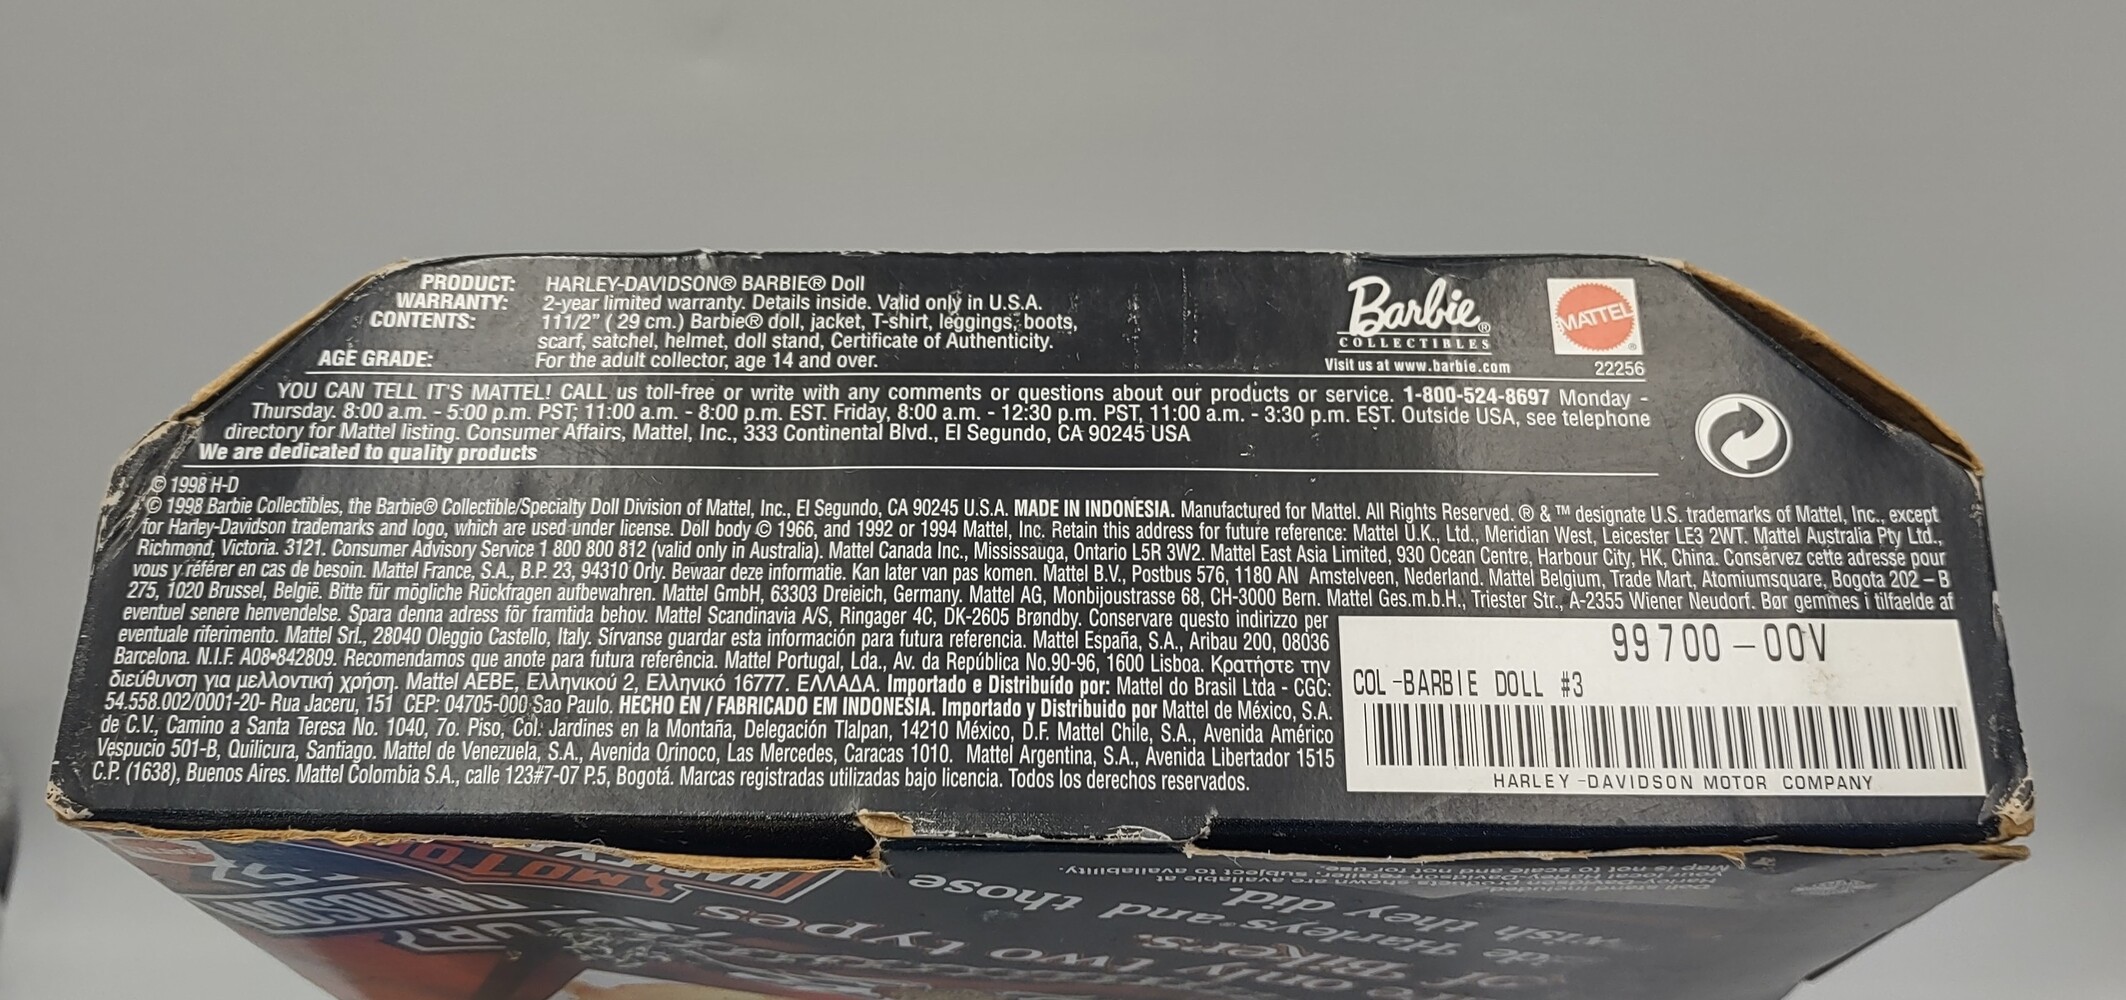 PRODUCT: HARLEY-DAVIDSON® BARBIE® Doll
WARRANTY: 2-year limited warranty. Details inside. Valid only in U.S.A.
CONTENTS: 111/2" ( 29 cm.) Barbie® doll, jacket, T-shirt, leggings, boots,
scarf, satchel, helmet, doll stand, Certificate of Authenticity.
AGE GRADE: For the adult collector, age 14 and over.
Barbie®
COLLECTIBLES
Visit us at www.barbie.com
MATTEL®
22256
YOU CAN TELL IT'S MATTEL! CALL us toll-free or write with any comments or questions about our products or service. 1-800-524-8697 Monday -
Thursday. 8:00 a.m. - 5:00 p.m. PST, 11:00 a.m. - 8:00 p.m. EST. Friday, 8:00 a.m. - 12:30 p.m. PST, 11:00 a.m. - 3:30 p.m. EST. Outside USA, see telephone
directory for Mattel listing. Consumer Affairs, Mattel, Inc., 333 Continental Blvd., El Segundo, CA 90245 USA
We are dedicated to quality products
© 1998 H-D
© 1998 Barbie Collectibles, the Barbie® Collectible/Specialty Doll Division of Mattel, Inc., El Segundo, CA 90245 U.S.A. MADE IN INDONESIA. Manufactured for Mattel. All Rights Reserved. ® & ™ designate U.S. trademarks of Mattel, Inc., except
for Harley-Davidson trademarks and logo, which are used under license. Doll body © 1966, and 1992 or 1994 Mattel, Inc. Retain this address for future reference: Mattel U.K., Ltd., Meridian West, Leicester LE3 2WT. Mattel Australia Pty Ltd.,
Richmond, Victoria. 3121. Consumer Advisory Service 1 800 800 812 (valid only in Australia). Mattel Canada Inc., Mississauga, Ontario L5R 3W2. Mattel East Asia Limited, 930 Ocean Centre, Harbour City, HK, China. Consérvez cette adresse pour
vous y référer en cas de besoin. Mattel France, S.A., B.P. 23, 94310 Orly. Bewaar deze informatie. Kan later van pas komen. Mattel B.V., Postbus 576, 1180 AN Amstelveen, Nederland. Mattel Belgium, Trade Mart, Atomiumsquare, Bogota 202 – B
275, 1020 Brussel, België. Bitte für mögliche Rückfragen aufbewahren. Mattel GmbH, 63303 Dreieich, Germany. Mattel AG, Monbijoustrasse 68, CH-3000 Bern. Mattel Ges.m.b.H., Triester Str., A-2355 Wiener Neudorf. Bør gemmes i tilfaelde af
eventuel senere henvendelse. Spara denna adress för framtida behov. Mattel Scandinavia A/S, Ringager 4C, DK-2605 Brøndby. Conservare questo indirizzo per
eventuale riferimento. Mattel Srl., 28040 Oleggio Castello, Italy. Sírvanse guardar esta información para futura referencia. Mattel España, S.A., Aribau 200, 08036
Barcelona. N.I.F. A08•842809. Recomendamos que anote para futura referência. Mattel Portugal, Lda., Av. da República No.90-96, 1600 Lisboa. Κρατήστε την
διεύθυνση για μελλοντική χρήση. Mattel AEBE, Ελληνικού 2, Ελληνικό 16777. ΕΛΛΑΔΑ. Importado e Distribuído por: Mattel do Brasil Ltda - CGC:
54.558.002/0001-20- Rua Jaceru, 151 CEP: 04705-000 Sao Paulo. HECHO EN / FABRICADO EM INDONESIA. Importado y Distribuido por Mattel de México, S.A.
de C.V., Camino a Santa Teresa No. 1040, 7o. Piso, Col. Jardines en la Montaña, Delegación Tlalpan, 14210 México, D.F. Mattel Chile, S.A., Avenida Américo
Vespucio 501-B, Quilicura, Santiago. Mattel de Venezuela, S.A., Avenida Orinoco, Las Mercedes, Caracas 1010. Mattel Argentina, S.A., Avenida Libertador 1515
C.P. (1638), Buenos Aires. Mattel Colombia S.A., calle 123#7-07 P.5, Bogotá. Marcas registradas utilizadas bajo licencia. Todos los derechos reservados.
99700-00V
COL-BARBIE DOLL #3
HARLEY-DAVIDSON MOTOR COMPANY
only two types
of Bikers
Harleys and those
wish they did.